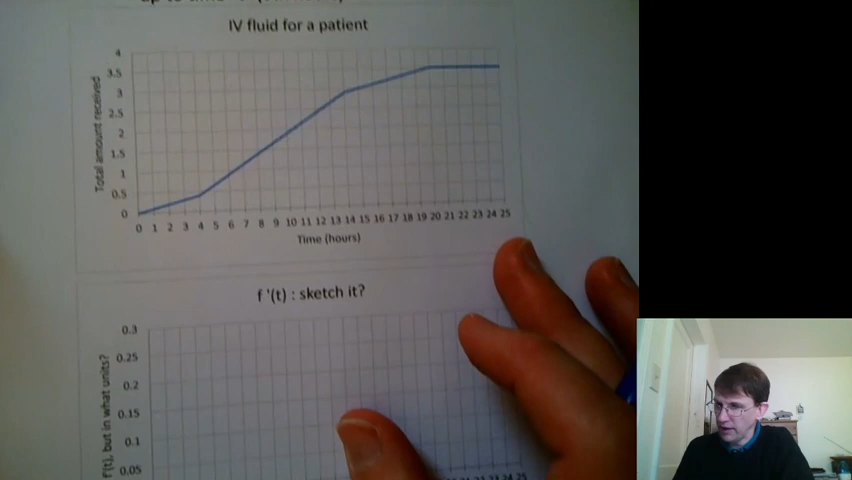 IV fluid for a patient
Total amount received
4
3.5
3
2.5
2
1.5
1
0.5
0
0 1 2 3 4 5 6 7 8 9 10 11 12 13 14 15 16 17 18 19 20 21 22 23 24 25
Time (hours)
f '(t) : sketch it?
f'(t), but in what units?
0.3
0.25
0.2
0.15
0.1
0.05